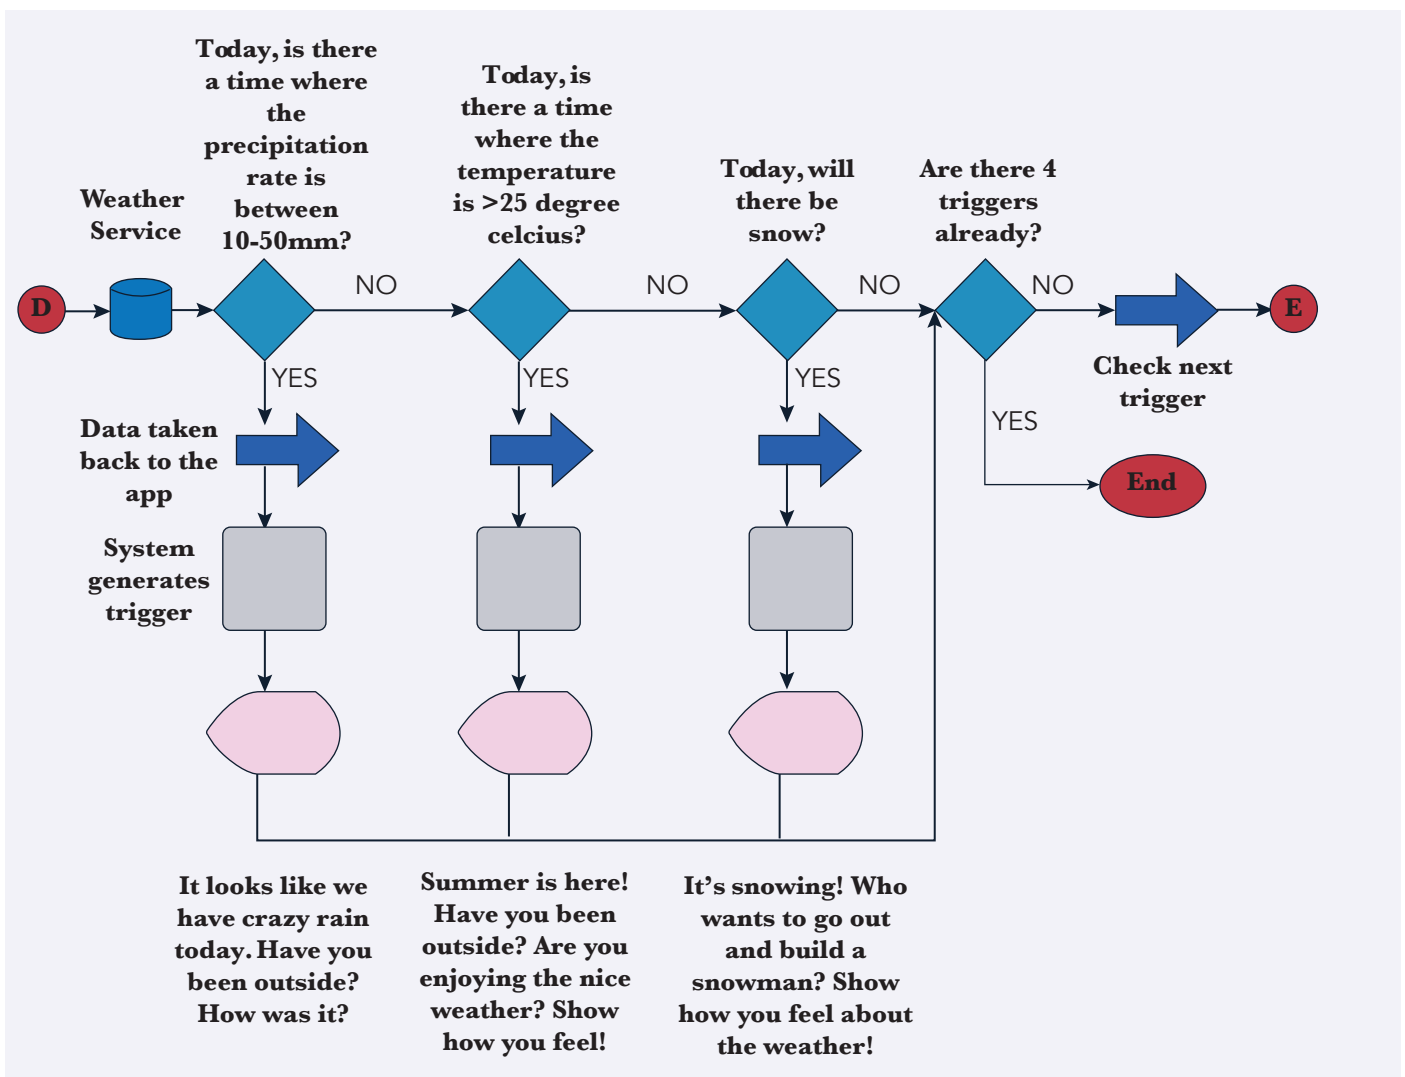 Today, is there
a time where
the
precipitation
rate is
between
10-50mm?
Today, is
there a time
where the
temperature
is >25 degree
celcius?
Today, will
there be
snow?
Are there 4
triggers
already?
Weather
Service
D
NO
NO
NO
NO
E
YES
YES
YES
Check next
trigger
YES
End
Data taken
back to the
app
System
generates
trigger
It looks like we
have crazy rain
today. Have you
been outside?
How was it?
Summer is here!
Have you been
outside? Are you
enjoying the nice
weather? Show
how you feel!
It’s snowing! Who
wants to go out
and build a
snowman? Show
how you feel about
the weather!